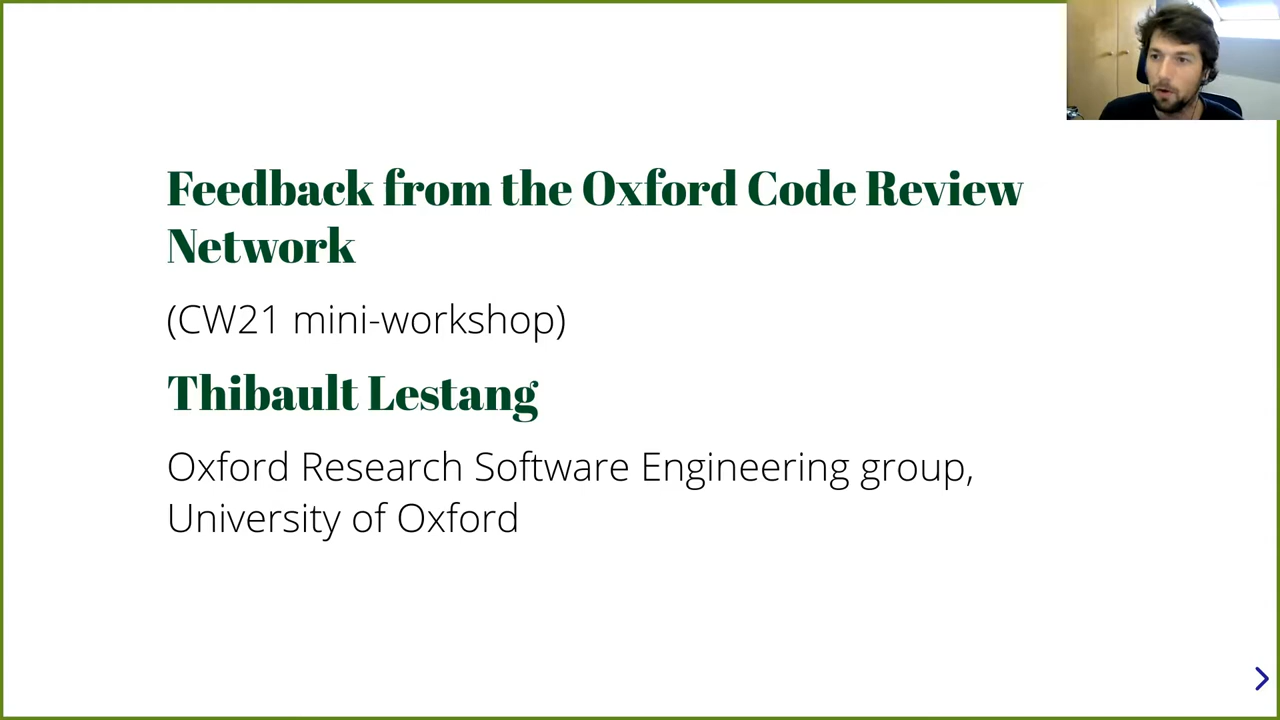 Feedback from the Oxford Code Review
Network
(CW21 mini-workshop)
Thibault Lestang
Oxford Research Software Engineering group,
University of Oxford